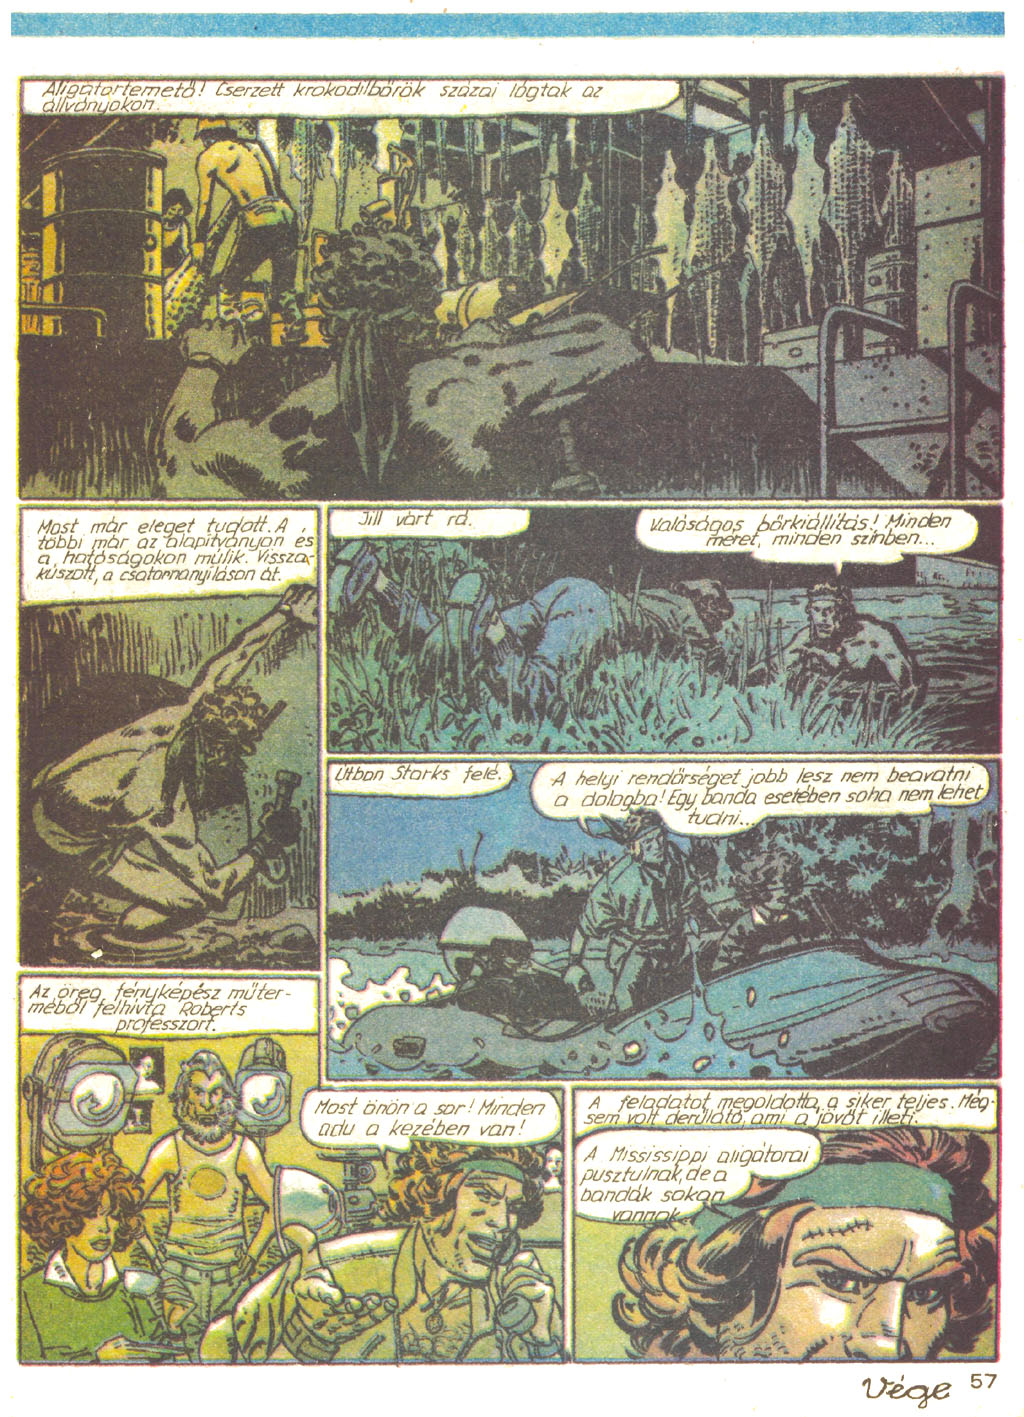 Aligátortemető! Cserzett krokodilbőrök százai lógtak az
állványokon.
Most már eleget tudott. A
többi már az alapítványon és
a hatóságokon múlik. Vissza-
kúszott, a csatornanyíláson át.
Jill várt rá.
Valóságos bőrkiállítás! Minden
méret, minden színben...
Útban Starks felé.
A helyi rendőrséget jobb lesz nem beavatni
a dologba! Egy banda esetében soha nem lehet
tudni...
Az öreg fényképész műter-
méből felhívta Roberts
professzort.
Most önön a sor! Minden
adu a kezében van!
A feladatot megoldotta, a siker teljes. Még-
sem volt derűlátó, ami a jövőt illeti.
A Mississippi aligátorai
pusztulnak, de a
bandák sokan
vannak...
Vége 57